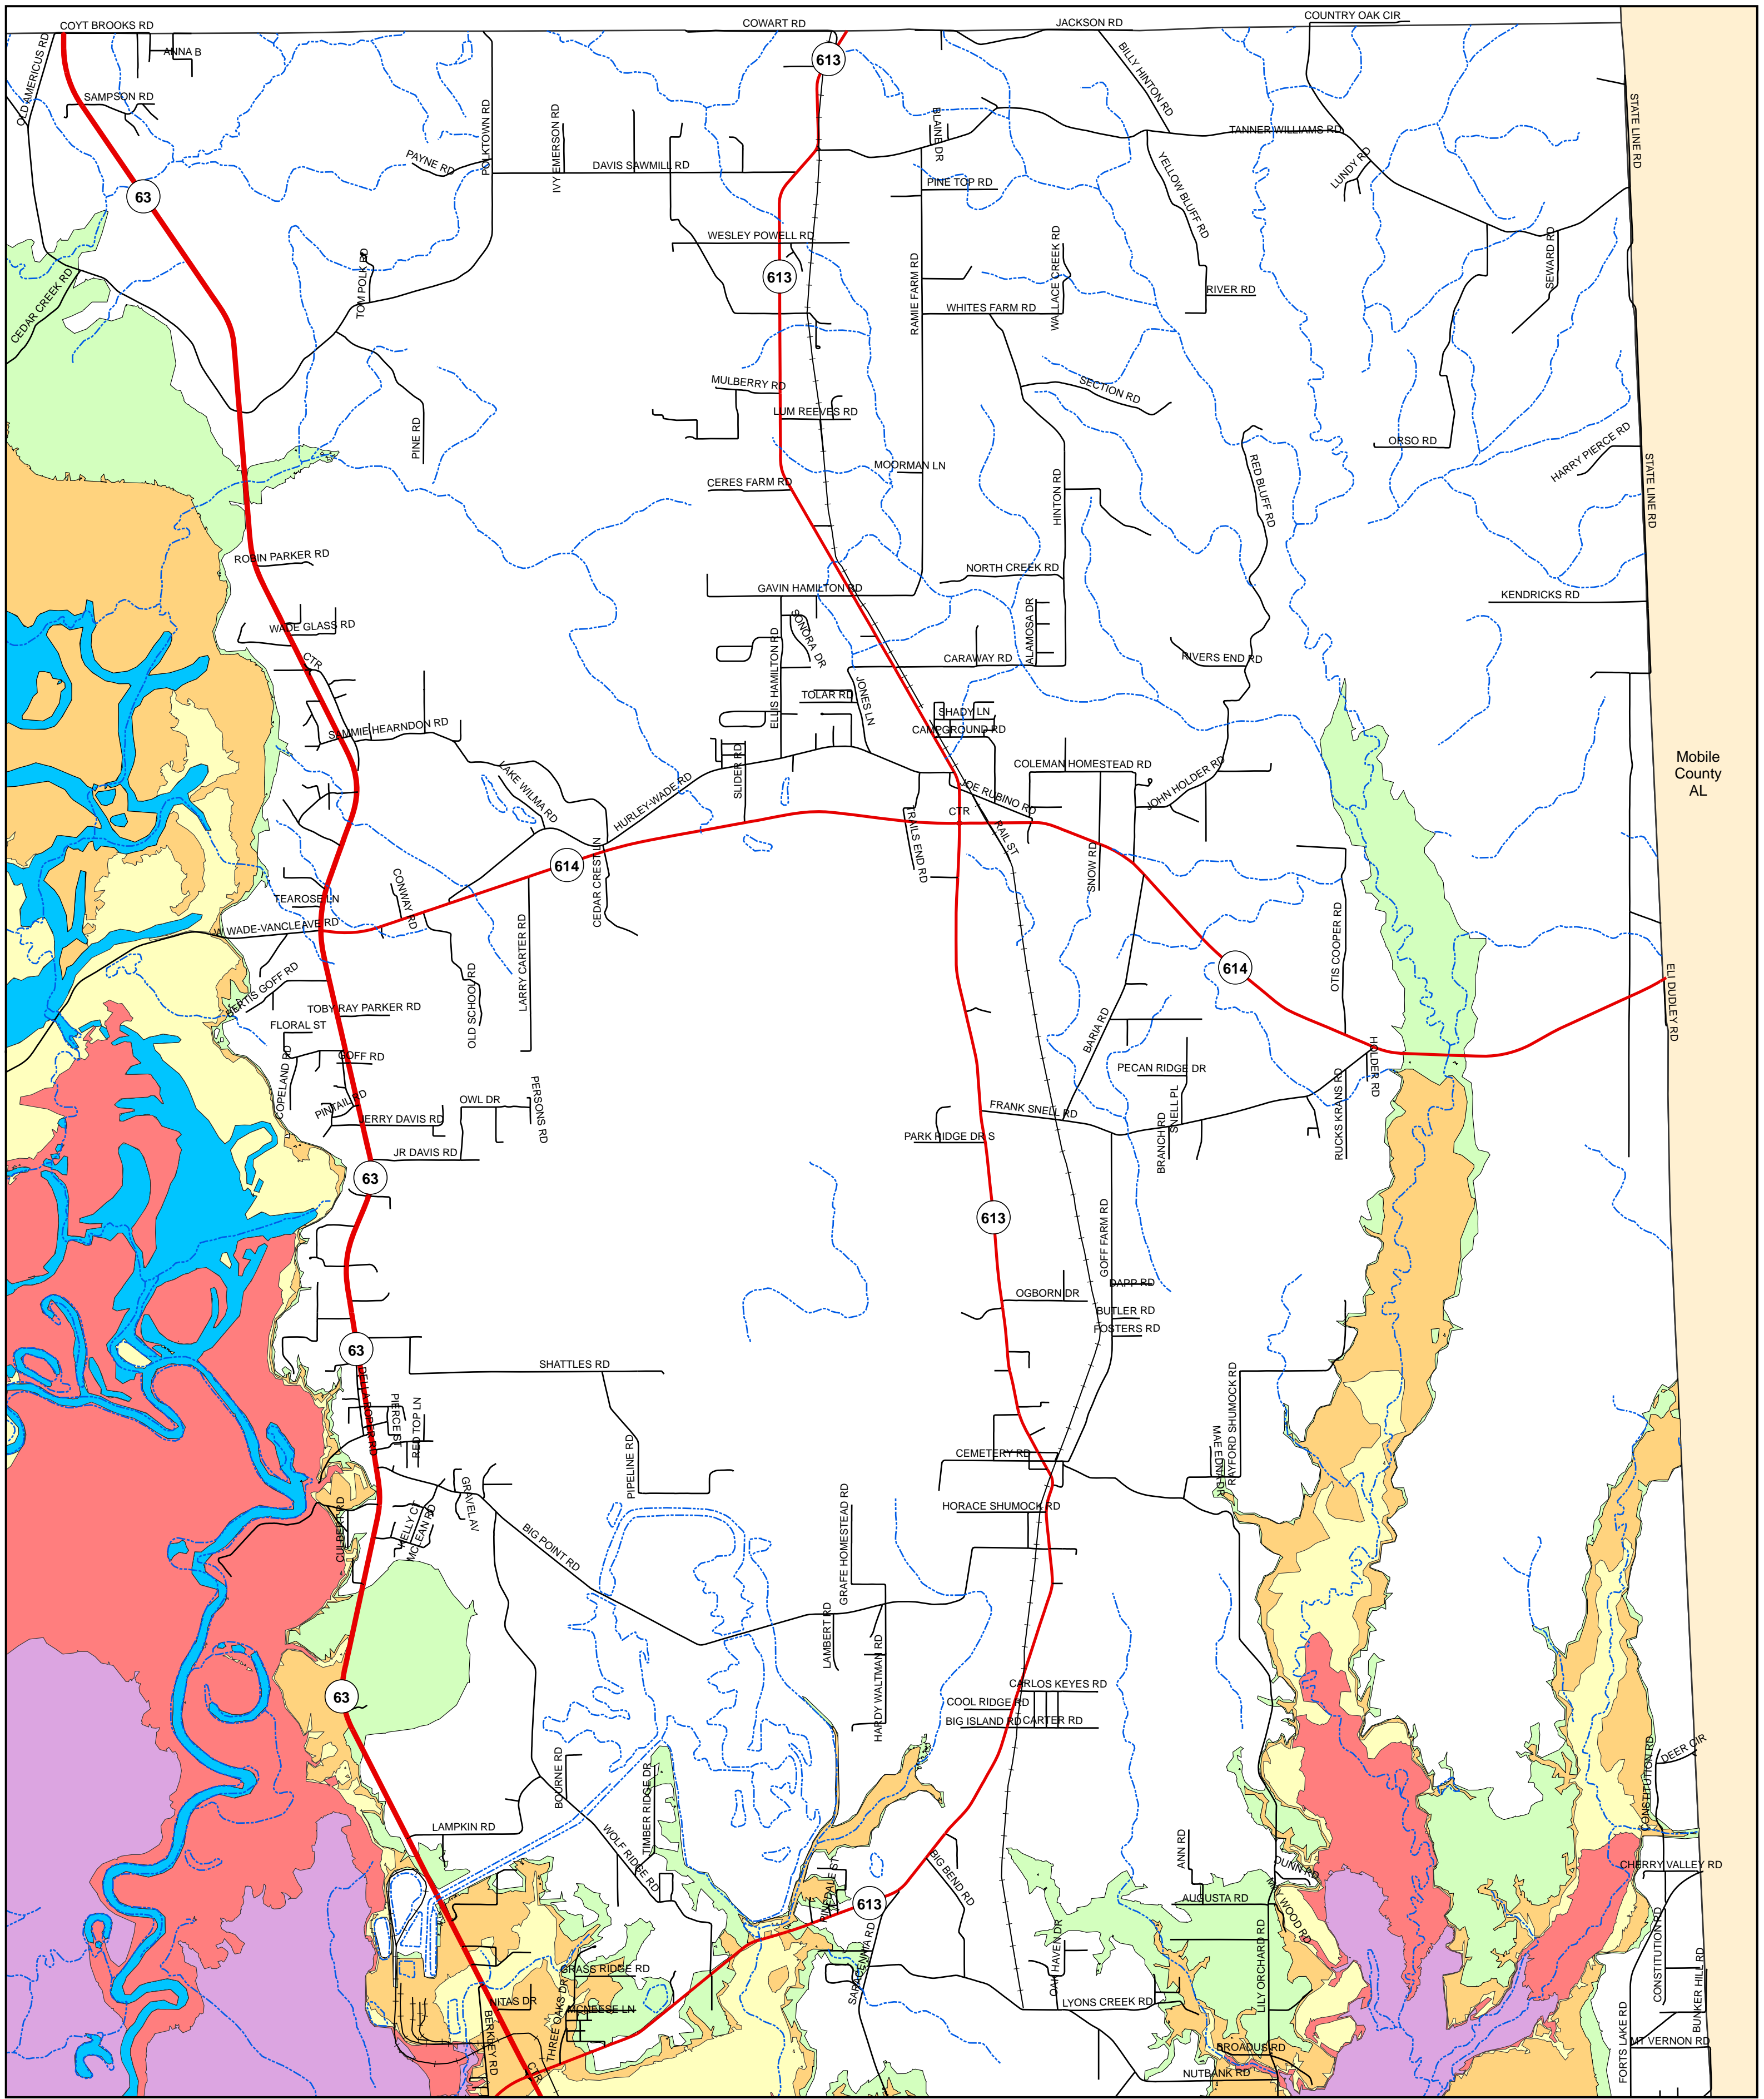 COYT BROOKS RD
COWART RD
JACKSON RD
COUNTRY OAK CIR
OLD AMERICUS RD
ANNA B
613
BILLY HINTON RD
SAMPSON RD
POLKTOWN RD
IVY EMERSON RD
BLAINE DR
TANNER WILLIAMS RD
STATE LINE RD
PAYNE RD
DAVIS SAWMILL RD
YELLOW BLUFF RD
LUNDY RD
63
PINE TOP RD
WESLEY POWELL RD
WALLACE CREEK RD
SEWARD RD
CEDAR CREEK RD
TOM POLK RD
613
RAMIE FARM RD
RIVER RD
WHITES FARM RD
MULBERRY RD
SECTION RD
LUM REEVES RD
PINE RD
ORSO RD
HARRY PIERCE RD
MOORMAN LN
CERES FARM RD
HINTON RD
RED BLUFF RD
STATE LINE RD
ROBIN PARKER RD
NORTH CREEK RD
GAVIN HAMILTON RD
KENDRICKS RD
WADE GLASS RD
SONORA DR
ALAMOSA DR
CTR
ELLIS HAMILTON RD
CARAWAY RD
RIVERS END RD
TOLAR RD
JONES LN
SHADY LN
SAMMIE HEARNDON RD
CAMPGROUND RD
Mobile
County
AL
SLIDER RD
COLEMAN HOMESTEAD RD
LAKE WILMA RD
HURLEY-WADE RD
JOE RUBINO RD
JOHN HOLDER RD
CTR
TRAILS END RD
RAIL ST
614
CEDAR CREST LN
SNOW RD
CONWAY RD
TEAROSE LN
W WADE-VANCLEAVE RD
LARRY CARTER RD
OTIS COOPER RD
614
BERTIS GOFF RD
OLD SCHOOL RD
ELI DUDLEY RD
TOBY RAY PARKER RD
FLORAL ST
BARIA RD
GOFF RD
COPELAND RD
PECAN RIDGE DR
HOLDER RD
RUCKS KRANS RD
PINTAIL RD
OWL DR
PERSONS RD
JERRY DAVIS RD
FRANK SNELL RD
SNELL PL
BRANCH RD
PARK RIDGE DR S
JR DAVIS RD
63
613
GOFF FARM RD
DAPP RD
OGBORN DR
BUTLER RD
FOSTERS RD
63
SHATTLES RD
DELLA ROPER RD
PIERCE ST
RED TOP LN
RAYFORD SHUMOCK RD
MAE EDNA DR
PIPELINE RD
CEMETERY RD
GRAVEL AV
GRAFE HOMESTEAD RD
HORACE SHUMOCK RD
CULBERT RD
KELLY CT
MCLEAN RD
BIG POINT RD
LAMBERT RD
HARDY WALTMAN RD
63
CARLOS KEYES RD
COOL RIDGE RD
BIG ISLAND RD
CARTER RD
CONSTITUTION RD
DEER CIR
BOURNE RD
TIMBER RIDGE DR
LAMPKIN RD
WOLF RIDGE RD
PINEDALE ST
BIG BEND RD
ANN RD
DUNN RD
CHERRY VALLEY RD
613
AUGUSTA RD
MAY WOOD RD
SARACENNIA RD
OAK HAVEN DR
LILY ORCHARD RD
CONSTITUTION RD
BUNKER HILL RD
GRASS RIDGE RD
JITAS DR
MCNEESE LN
LYONS CREEK RD
BERKLEY RD
THREE OAKS DR
FORTS LAKE RD
MT VERNON RD
BROADUS RD
CTR
NUTBANK RD